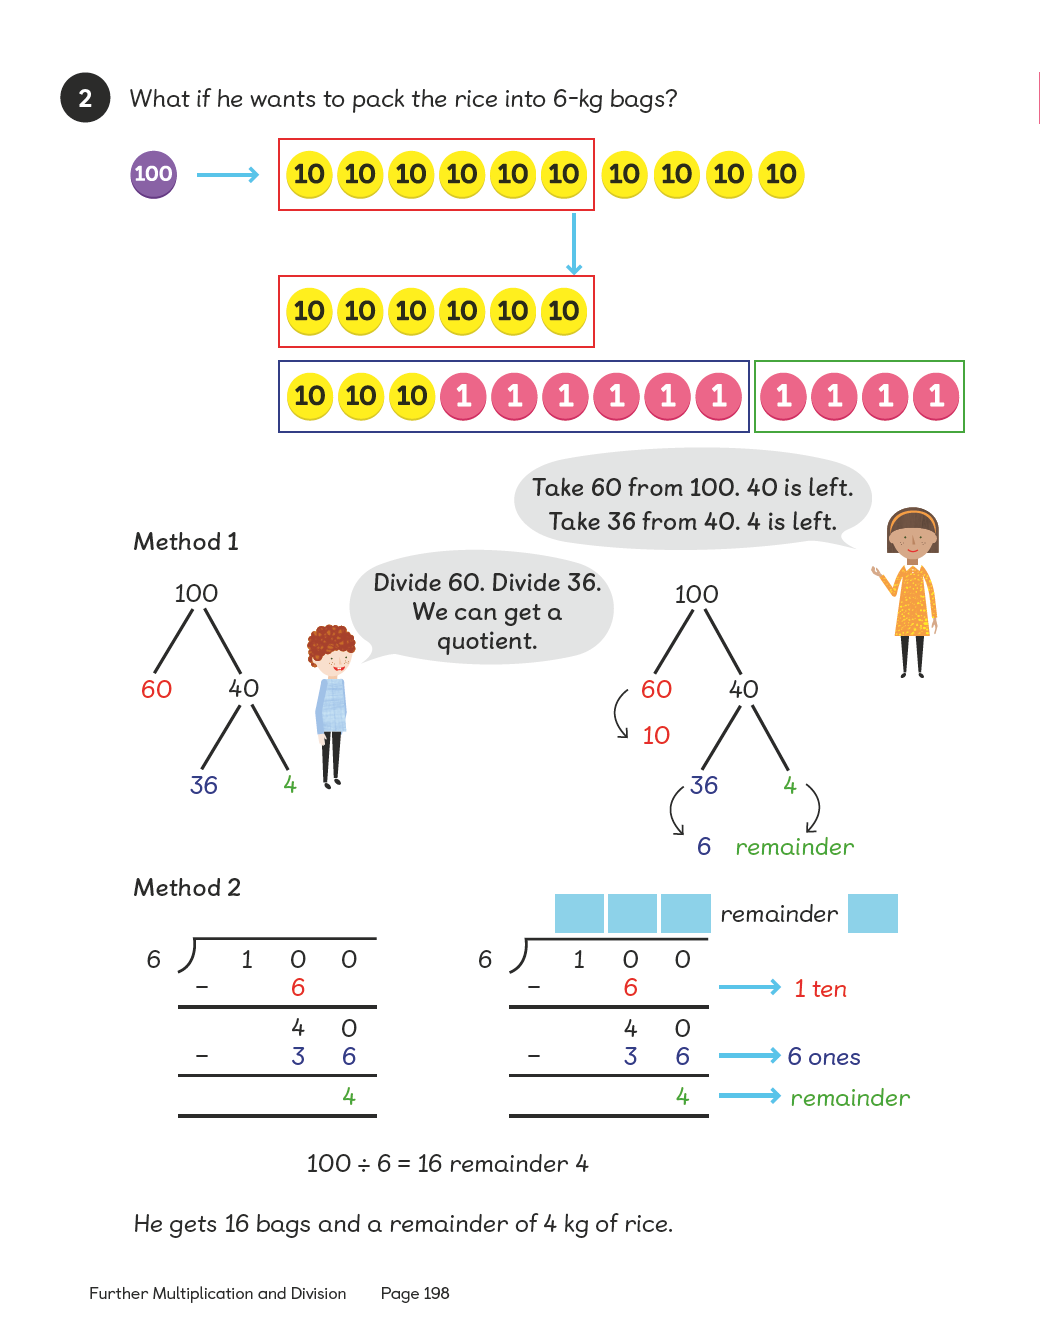 2 What if he wants to pack the rice into 6-kg bags?
100 10 10 10 10 10 10 10 10 10 10
10 10 10 10 10 10
10 10 10 1 1 1 1 1 1 1 1 1 1
Take 60 from 100. 40 is left.
Take 36 from 40. 4 is left.
Method 1
Divide 60. Divide 36.
We can get a
quotient.
100
60 40
36 4
100
60 40
10
36 4
6 remainder
Method 2
6 1 0 0
− 6
4 0
− 3 6
4
remainder
6 1 0 0
− 6 1 ten
4 0
− 3 6 6 ones
4 remainder
100 ÷ 6 = 16 remainder 4
He gets 16 bags and a remainder of 4 kg of rice.
Further Multiplication and Division Page 198